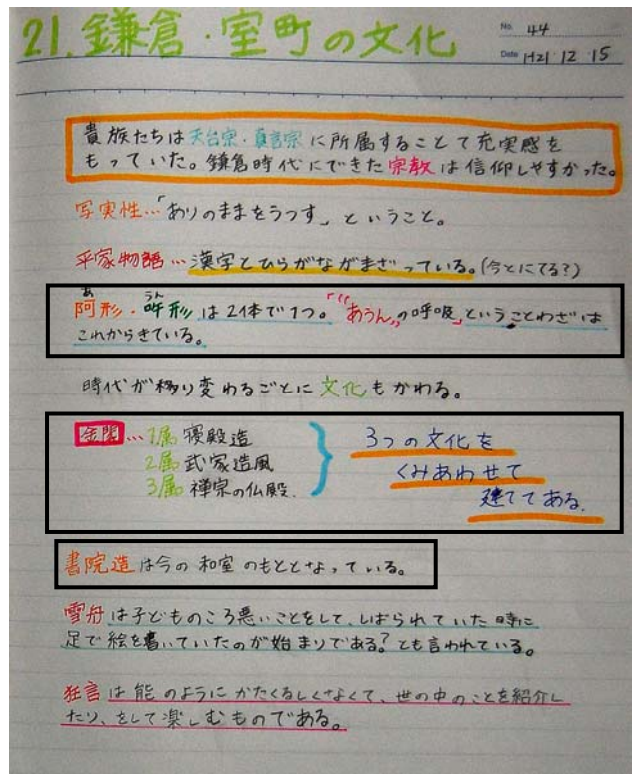 21. 鎌倉・室町の文化
No. 44
Date H21 12 15
貴族たちは天台宗・真言宗に所属することで充実感を
もっていた。鎌倉時代にできた宗教は信仰しやすかった。
写実性…「ありのままをうつす」ということ。
平家物語…漢字とひらがながまざっている。(今とにてる?)
あ うん
阿形・吽形は2体で1つ。「“あうん”の呼吸」ということわざは
これからきている。
時代が移り変わるごとに文化もかわる。
金閣…1層 寝殿造
2層 武家造風
3層 禅宗の仏殿.
3つの文化を
くみあわせて
建ててある.
書院造は今の和室のもととなっている。
雪舟は子どものころ悪いことをして、しばられていた時に
足で絵を書いていたのが始まりである?とも言われている。
狂言は能のようにかたくるしくなくて、世の中のことを紹介し
たり、をして楽しむものである。